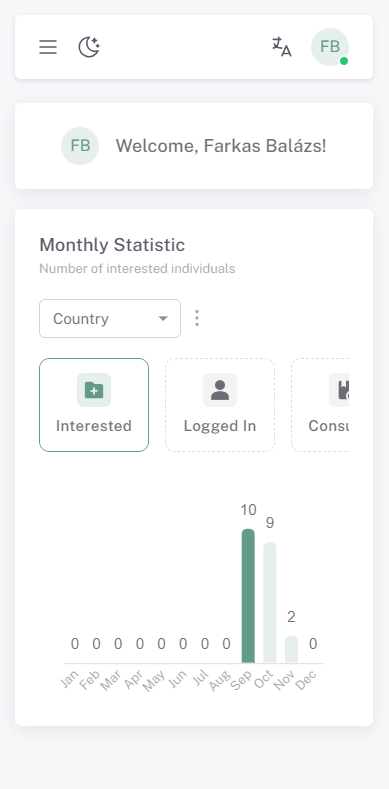 FB
FB
Welcome, Farkas Balázs!
Monthly Statistic
Number of interested individuals
Country
Interested
Logged In
Consu
10
9
2
0 0 0 0 0 0 0 0 0
Jan Feb Mar Apr May Jun Jul Aug Sep Oct Nov Dec